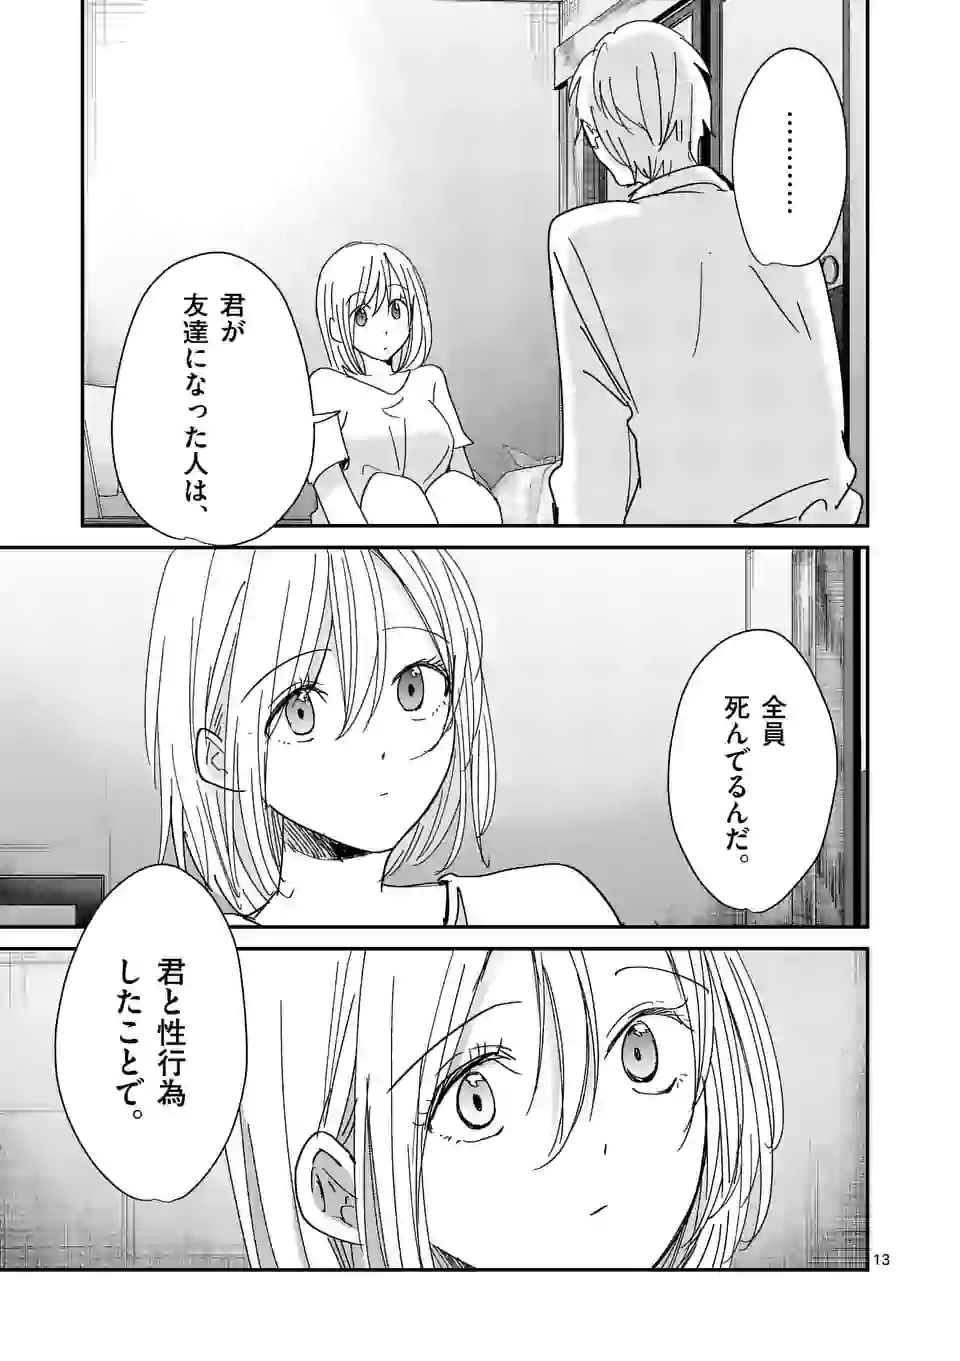 ………
君が
友達になった人は、
全員
死んでるんだ。
君と性行為
したことで。
13